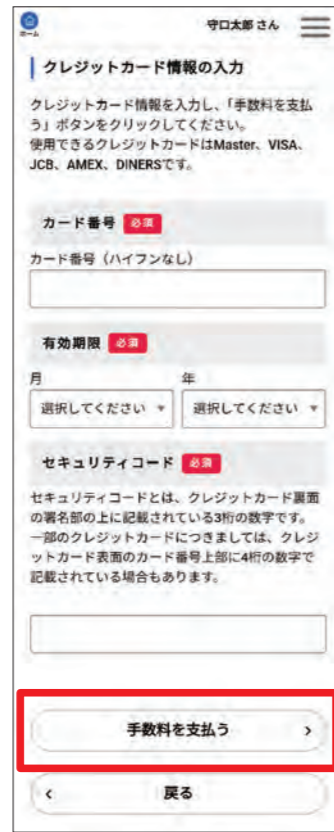 ホーム
守口太郎 さん
クレジットカード情報の入力
クレジットカード情報を入力し、「手数料を支払
う」ボタンをクリックしてください。
使用できるクレジットカードはMaster、VISA、
JCB、AMEX、DINERSです。
カード番号 必須
カード番号（ハイフンなし）
有効期限 必須
月 年
選択してください 選択してください
セキュリティコード 必須
セキュリティコードとは、クレジットカード裏面
の署名部の上に記載されている3桁の数字です。
一部のクレジットカードにつきましては、クレジ
ットカード表面のカード番号上部に4桁の数字で
記載されている場合もあります。
手数料を支払う
戻る